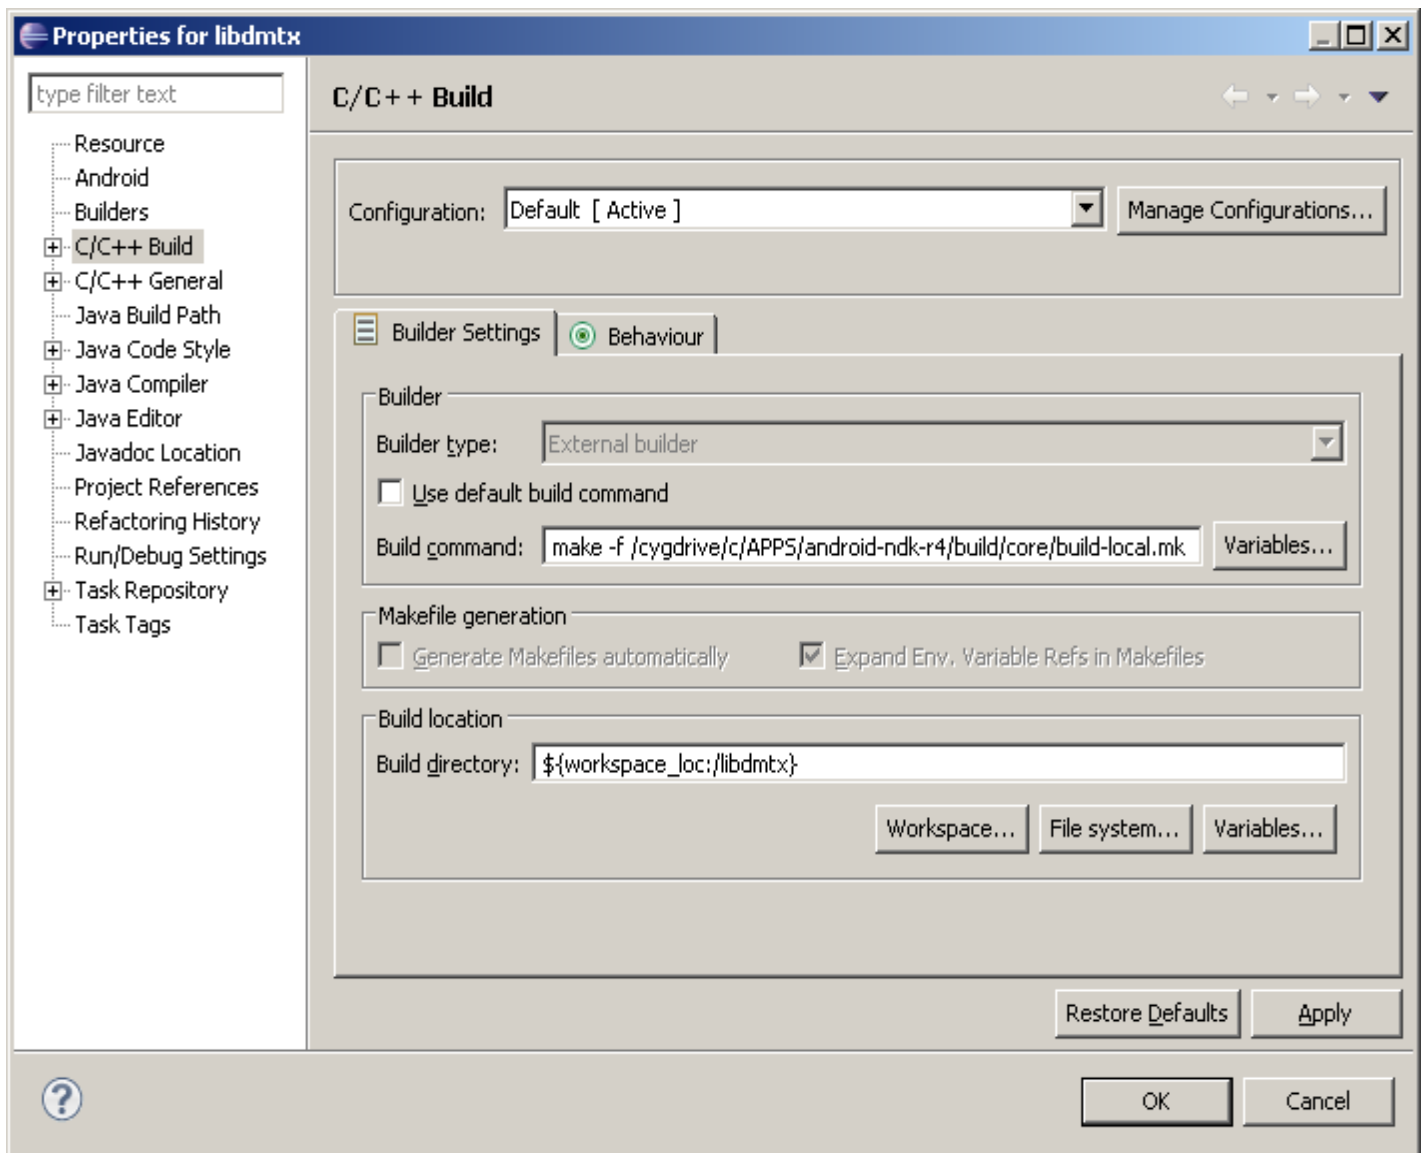 Properties for libdmtx
type filter text
Resource
Android
Builders
C/C++ Build
C/C++ General
Java Build Path
Java Code Style
Java Compiler
Java Editor
Javadoc Location
Project References
Refactoring History
Run/Debug Settings
Task Repository
Task Tags
C/C++ Build
Configuration: Default [ Active ] Manage Configurations...
Builder Settings Behaviour
Builder
Builder type: External builder
Use default build command
Build command: make -f /cygdrive/c/APPS/android-ndk-r4/build/core/build-local.mk Variables...
Makefile generation
Generate Makefiles automatically Expand Env. Variable Refs in Makefiles
Build location
Build directory: ${workspace_loc:/libdmtx}
Workspace... File system... Variables...
Restore Defaults Apply
OK Cancel